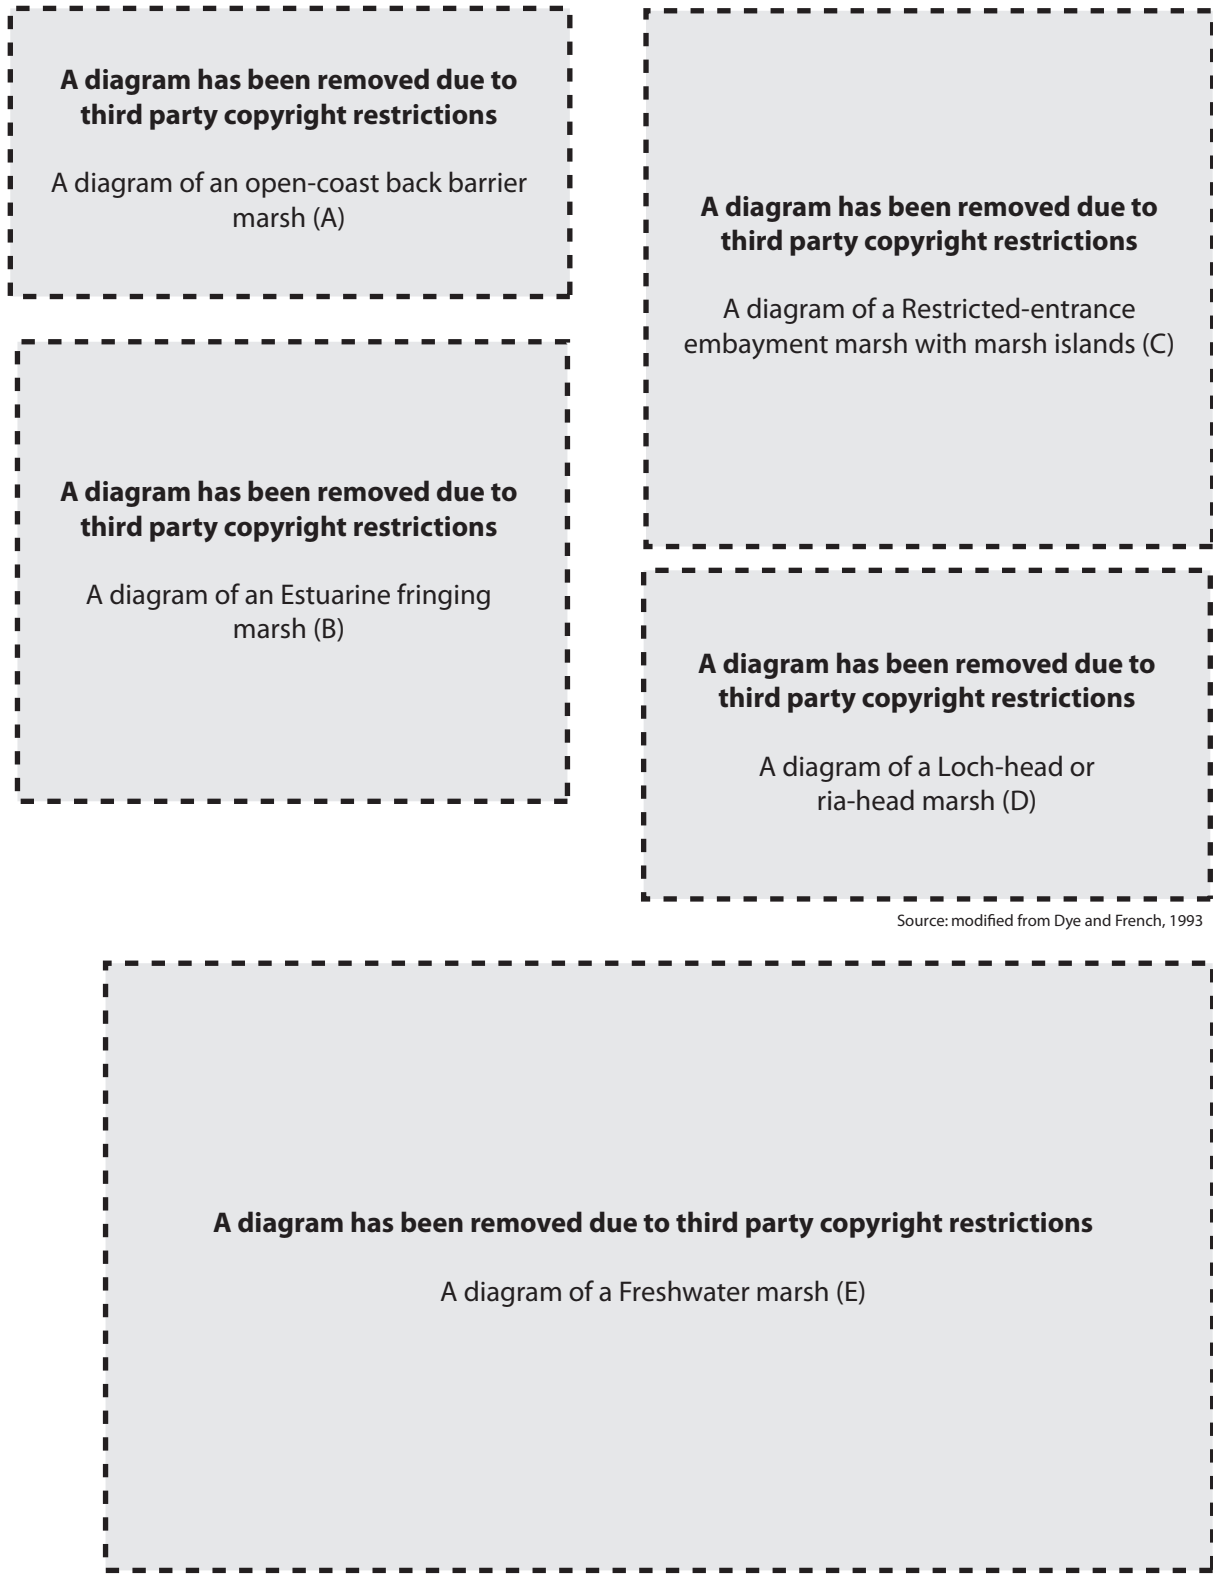 A diagram has been removed due to
third party copyright restrictions
A diagram of an open-coast back barrier
marsh (A)
A diagram has been removed due to
third party copyright restrictions
A diagram of an Estuarine fringing
marsh (B)
A diagram has been removed due to
third party copyright restrictions
A diagram of a Restricted-entrance
embayment marsh with marsh islands (C)
A diagram has been removed due to
third party copyright restrictions
A diagram of a Loch-head or
ria-head marsh (D)
Source: modified from Dye and French, 1993
A diagram has been removed due to third party copyright restrictions
A diagram of a Freshwater marsh (E)